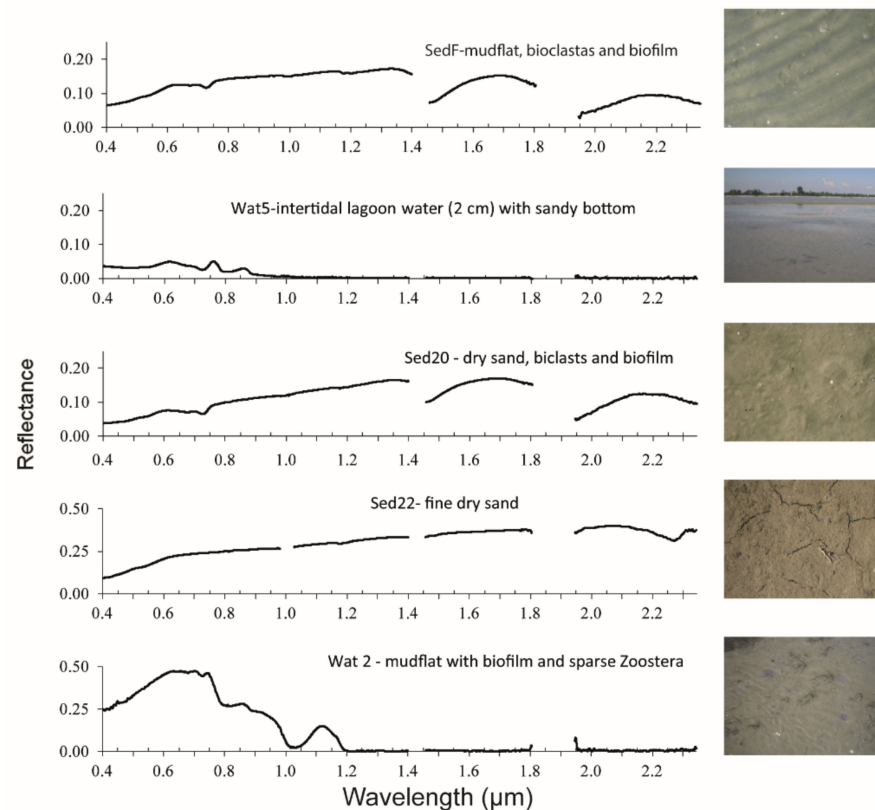 SedF-mudflat, bioclastas and biofilm
0.20
0.10
0.00
0.4 0.6 0.8 1.0 1.2 1.4 1.6 1.8 2.0 2.2
Wat5-intertidal lagoon water (2 cm) with sandy bottom
0.20
0.10
0.00
0.4 0.6 0.8 1.0 1.2 1.4 1.6 1.8 2.0 2.2
Sed20 - dry sand, biclasts and biofilm
0.20
0.10
0.00
0.4 0.6 0.8 1.0 1.2 1.4 1.6 1.8 2.0 2.2
Reflectance
Sed22- fine dry sand
0.50
0.25
0.00
0.4 0.6 0.8 1.0 1.2 1.4 1.6 1.8 2.0 2.2
Wat 2 - mudflat with biofilm and sparse Zoostera
0.50
0.25
0.00
0.4 0.6 0.8 1.0 1.2 1.4 1.6 1.8 2.0 2.2
Wavelength (µm)